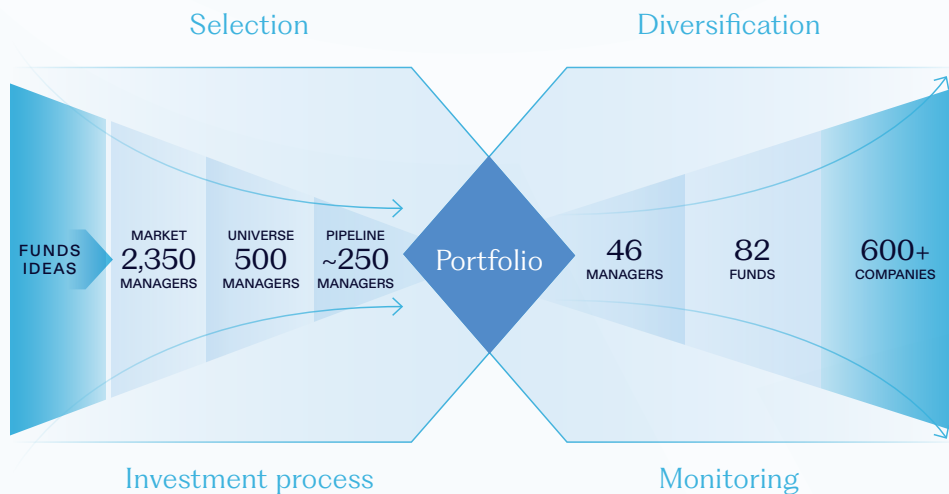 Selection
Diversification
FUNDS
IDEAS
MARKET
2,350
MANAGERS
UNIVERSE
500
MANAGERS
PIPELINE
~250
MANAGERS
Portfolio
46
MANAGERS
82
FUNDS
600+
COMPANIES
Investment process
Monitoring